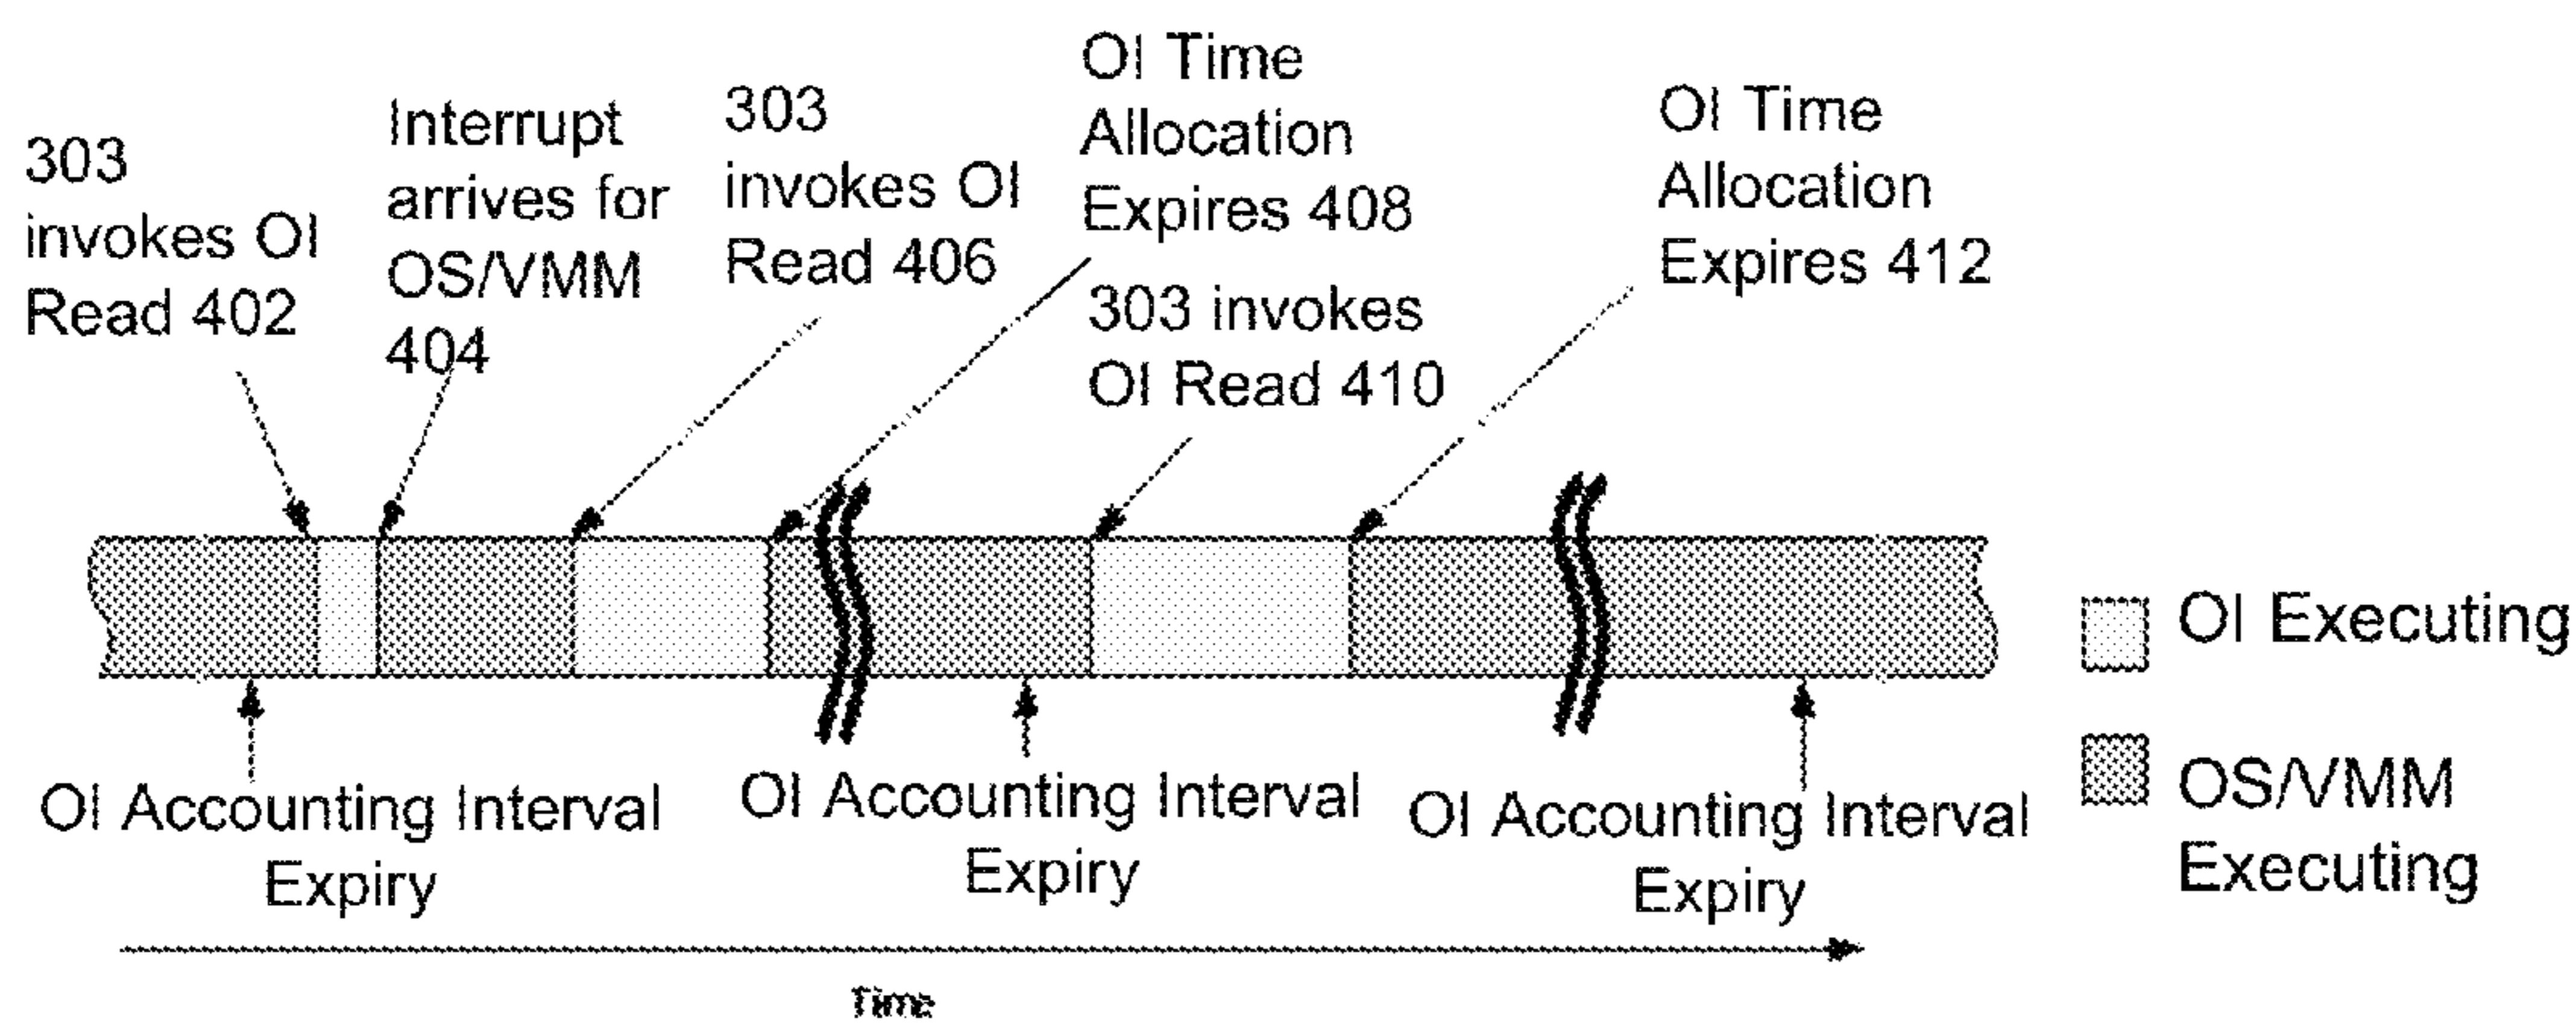 303
invokes OI
Read 402
Interrupt
arrives for
OS/VMM
404
303
invokes OI
Read 406
OI Time
Allocation
Expires 408
303 invokes
OI Read 410
OI Time
Allocation
Expires 412
OI Executing
OS/VMM
Executing
OI Accounting Interval
Expiry
OI Accounting Interval
Expiry
OI Accounting Interval
Expiry
Time